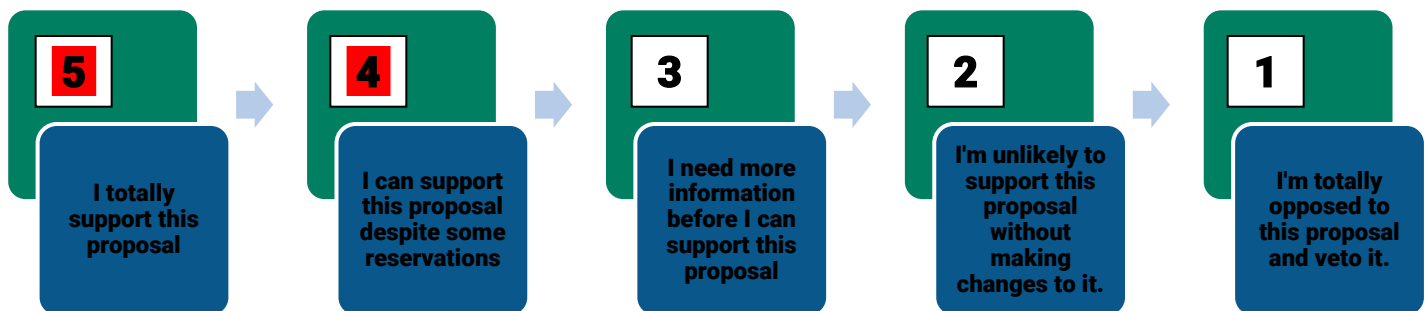 5
I totally
support this
proposal
4
I can support
this proposal
despite some
reservations
3
I need more
information
before I can
support this
proposal
2
I'm unlikely to
support this
proposal
without
making
changes to it.
1
I'm totally
opposed to
this proposal
and veto it.